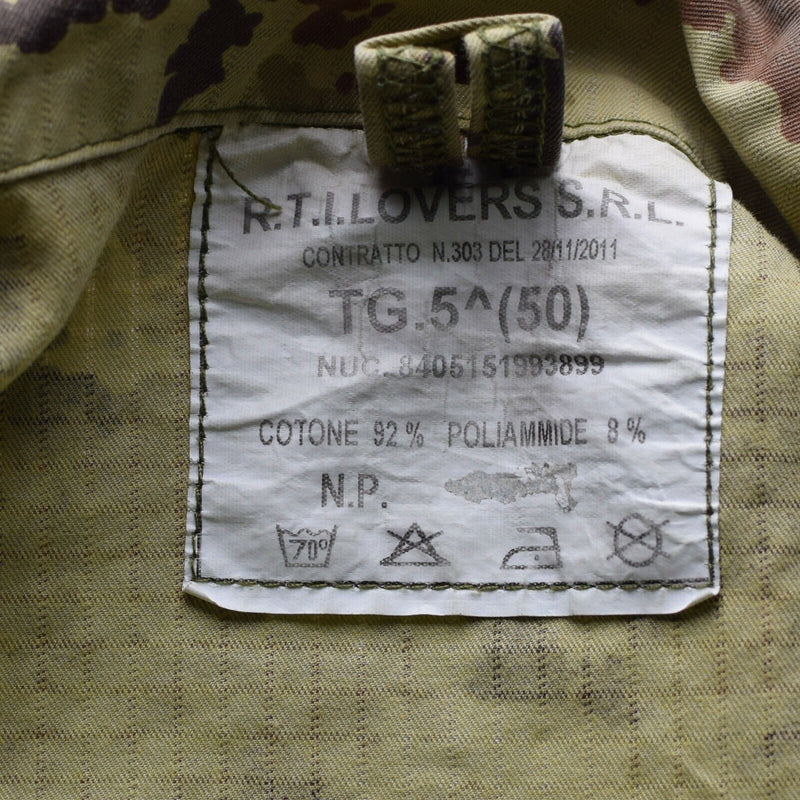 R.T.I.LOVERS S.R.L.
CONTRATTO N.303 DEL 28/11/2011
TG.5^(50)
NUC. 8405151993899
COTONE 92 % POLIAMMIDE 8 %
N.P.
70°